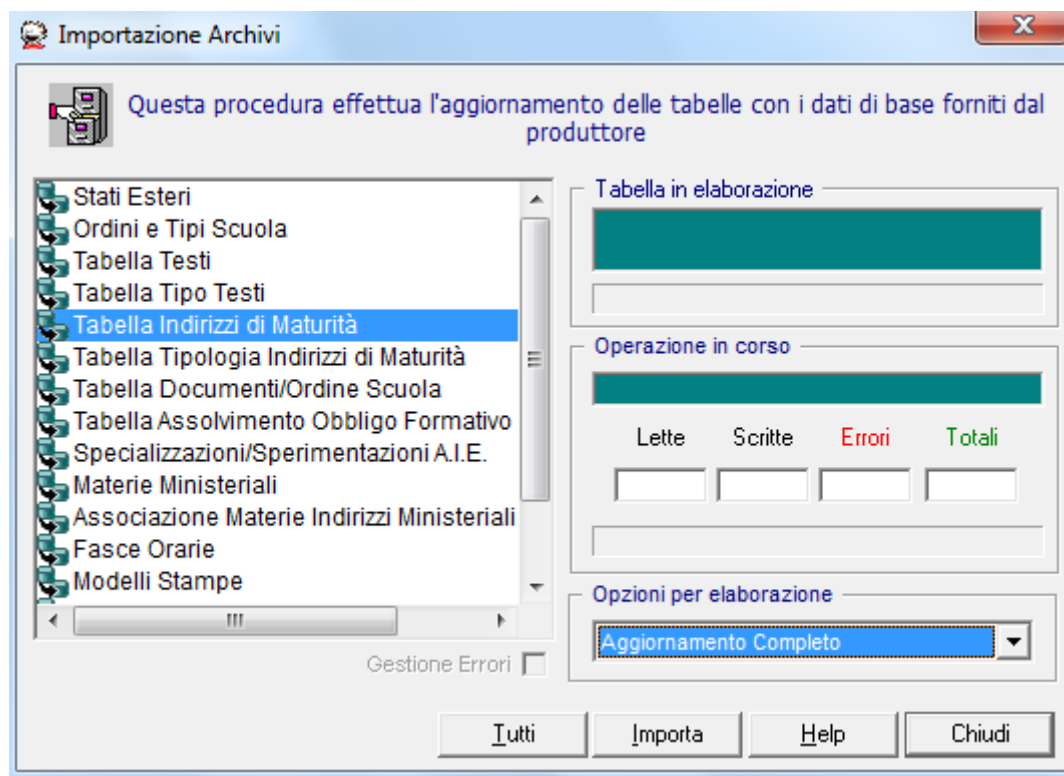 Importazione Archivi
Questa procedura effettua l'aggiornamento delle tabelle con i dati di base forniti dal
produttore
Stati Esteri
Ordini e Tipi Scuola
Tabella Testi
Tabella Tipo Testi
Tabella Indirizzi di Maturità
Tabella Tipologia Indirizzi di Maturità
Tabella Documenti/Ordine Scuola
Tabella Assolvimento Obbligo Formativo
Specializzazioni/Sperimentazioni A.I.E.
Materie Ministeriali
Associazione Materie Indirizzi Ministeriali
Fasce Orarie
Modelli Stampe
Gestione Errori
Tabella in elaborazione
Operazione in corso
Lette Scritte Errori Totali
Opzioni per elaborazione
Aggiornamento Completo
Tutti Importa Help Chiudi